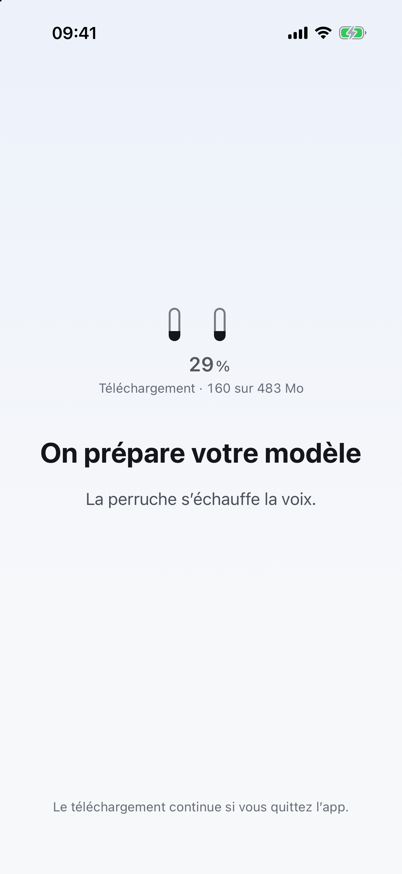 09:41
29%
Téléchargement · 160 sur 483 Mo
On prépare votre modèle
La perruche s’échauffe la voix.
Le téléchargement continue si vous quittez l’app.